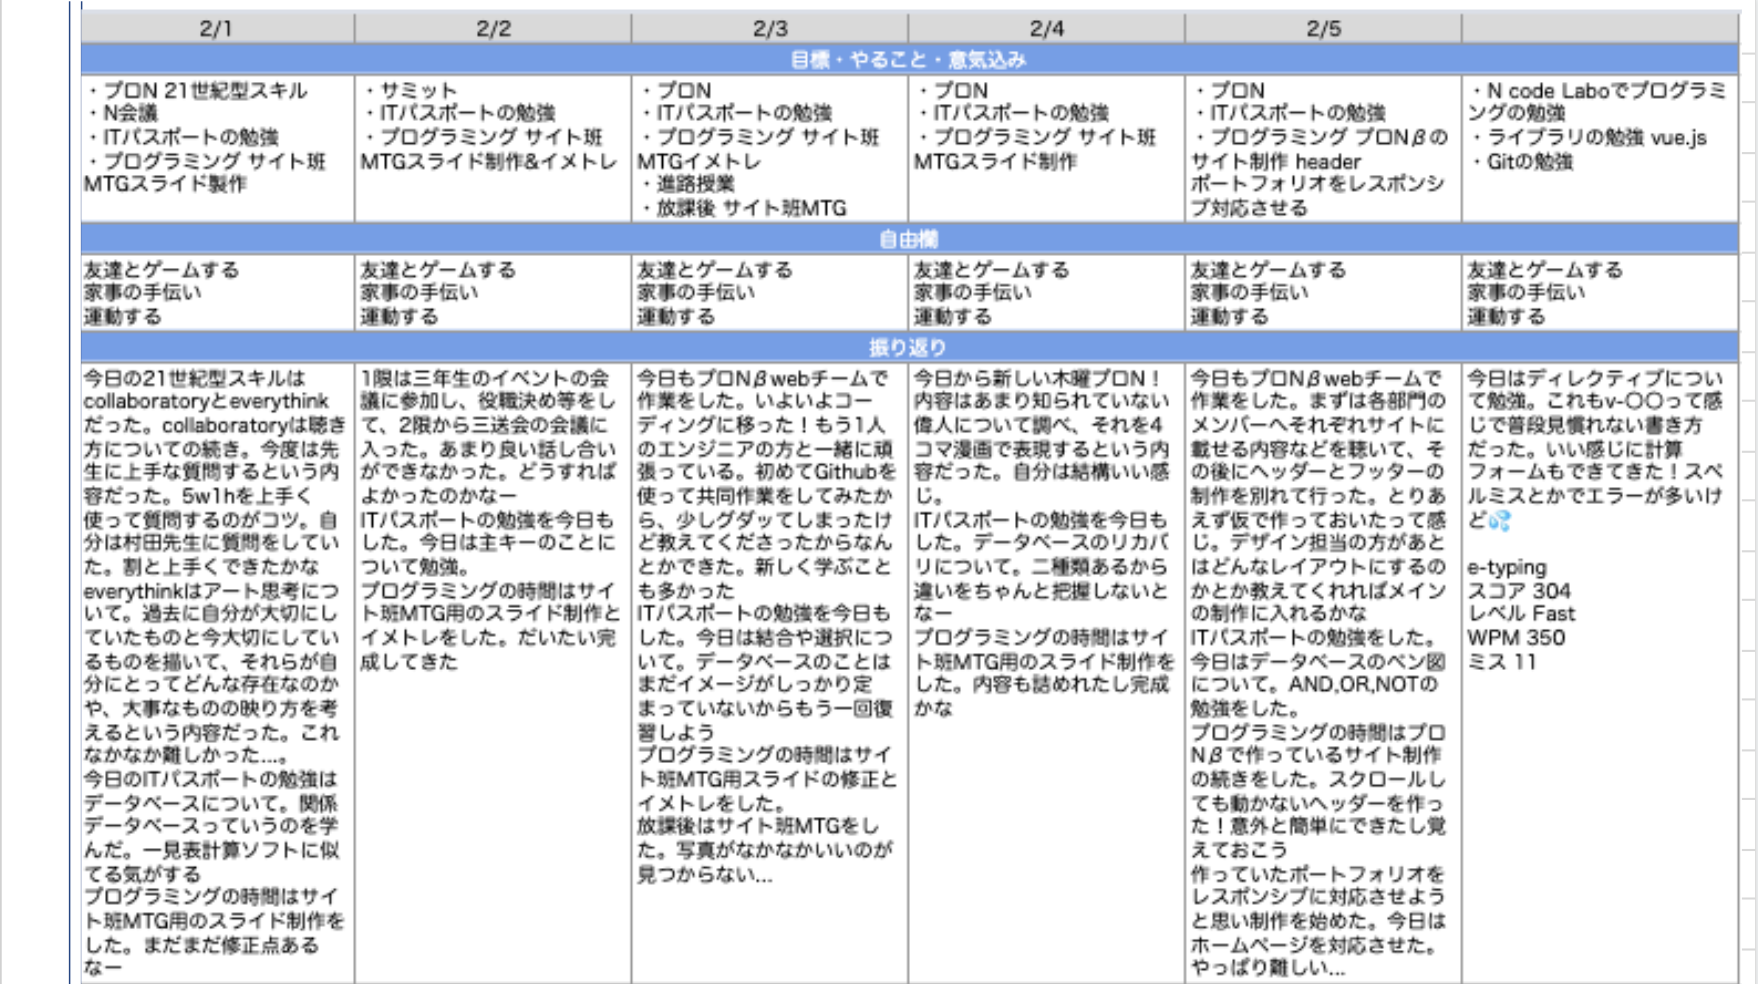 2/1
2/2
2/3
2/4
2/5
目標・やること・意気込み
・プロN 21世紀型スキル
・N会議
・ITパスポートの勉強
・プログラミング サイト班
MTGスライド製作
・サミット
・ITパスポートの勉強
・プログラミング サイト班
MTGスライド制作&イメトレ
・プロN
・ITパスポートの勉強
・プログラミング サイト班
MTGイメトレ
・進路授業
・放課後 サイト班MTG
・プロN
・ITパスポートの勉強
・プログラミング サイト班
MTGスライド制作
・プロN
・ITパスポートの勉強
・プログラミング プロNβの
サイト制作 header
ポートフォリオをレスポンシ
ブ対応させる
・N code Laboでプログラミ
ングの勉強
・ライブラリの勉強 vue.js
・Gitの勉強
自由欄
友達とゲームする
家事の手伝い
運動する
友達とゲームする
家事の手伝い
運動する
友達とゲームする
家事の手伝い
運動する
友達とゲームする
家事の手伝い
運動する
友達とゲームする
家事の手伝い
運動する
友達とゲームする
家事の手伝い
運動する
振り返り
今日の21世紀型スキルは
collaboratoryとeverythink
だった。collaboratoryは聴き
方についての続き。今度は先
生に上手な質問するという内
容だった。5w1hを上手く
使って質問するのがコツ。自
分は村田先生に質問をしてい
た。割と上手くできたかな
everythinkはアート思考につ
いて。過去に自分が大切にし
ていたものと今大切にしてい
るものを描いて、それらが自
分にとってどんな存在なのか
や、大事なものの映り方を考
えるという内容だった。これ
なかなか難しかった...。
今日のITパスポートの勉強は
データベースについて。関係
データベースっていうのを学
んだ。一見表計算ソフトに似
てる気がする
プログラミングの時間はサイ
ト班MTG用のスライド制作を
した。まだまだ修正点ある
なー
1限は三年生のイベントの会
議に参加し、役職決め等をし
て、2限から三送会の会議に
入った。あまり良い話し合い
ができなかった。どうすれば
よかったのかなー
ITパスポートの勉強を今日も
した。今日は主キーのことに
ついて勉強。
プログラミングの時間はサイ
ト班MTG用のスライド制作と
イメトレをした。だいたい完
成してきた
今日もプロNβwebチームで
作業をした。いよいよコー
ディングに移った！もう1人
のエンジニアの方と一緒に頑
張っている。初めてGithubを
使って共同作業をしてみたか
ら、少しグダッてしまったけ
ど教えてくださったからなん
とかできた。新しく学ぶこと
も多かった
ITパスポートの勉強を今日も
した。今日は結合や選択につ
いて。データベースのことは
まだイメージがしっかり定
まっていないからもう一回復
習しよう
プログラミングの時間はサイ
ト班MTG用スライドの修正と
イメトレをした。
放課後はサイト班MTGをし
た。写真がなかなかいいのが
見つからない...
今日から新しい木曜プロN！
内容はあまり知られていない
偉人について調べ、それを4
コマ漫画で表現するという内
容だった。自分は結構いい感
じ。
ITパスポートの勉強を今日も
した。データベースのリカバ
リについて。二種類あるから
違いをちゃんと把握しないと
なー
プログラミングの時間はサイ
ト班MTG用のスライド制作を
した。内容も詰めれたし完成
かな
今日もプロNβwebチームで
作業をした。まずは各部門の
メンバーへそれぞれサイトに
載せる内容などを聴いて、そ
の後にヘッダーとフッターの
制作を別れて行った。とりあ
えず仮で作っておいたって感
じ。デザイン担当の方があと
はどんなレイアウトにするの
かとか教えてくれればメイン
の制作に入れるかな
ITパスポートの勉強をした。
今日はデータベースのベン図
について。AND,OR,NOTの
勉強をした。
プログラミングの時間はプロ
Nβで作っているサイト制作
の続きをした。スクロールし
ても動かないヘッダーを作っ
た！意外と簡単にできたし覚
えておこう
作っていたポートフォリオを
レスポンシブに対応させよう
と思い制作を始めた。今日は
ホームページを対応させた。
やっぱり難しい...
今日はディレクティブについ
て勉強。これもv-〇〇って感
じで普段見慣れない書き方
だった。いい感じに計算
フォームもできてきた！スペ
ルミスとかでエラーが多いけ
ど💦
e-typing
スコア 304
レベル Fast
WPM 350
ミス 11